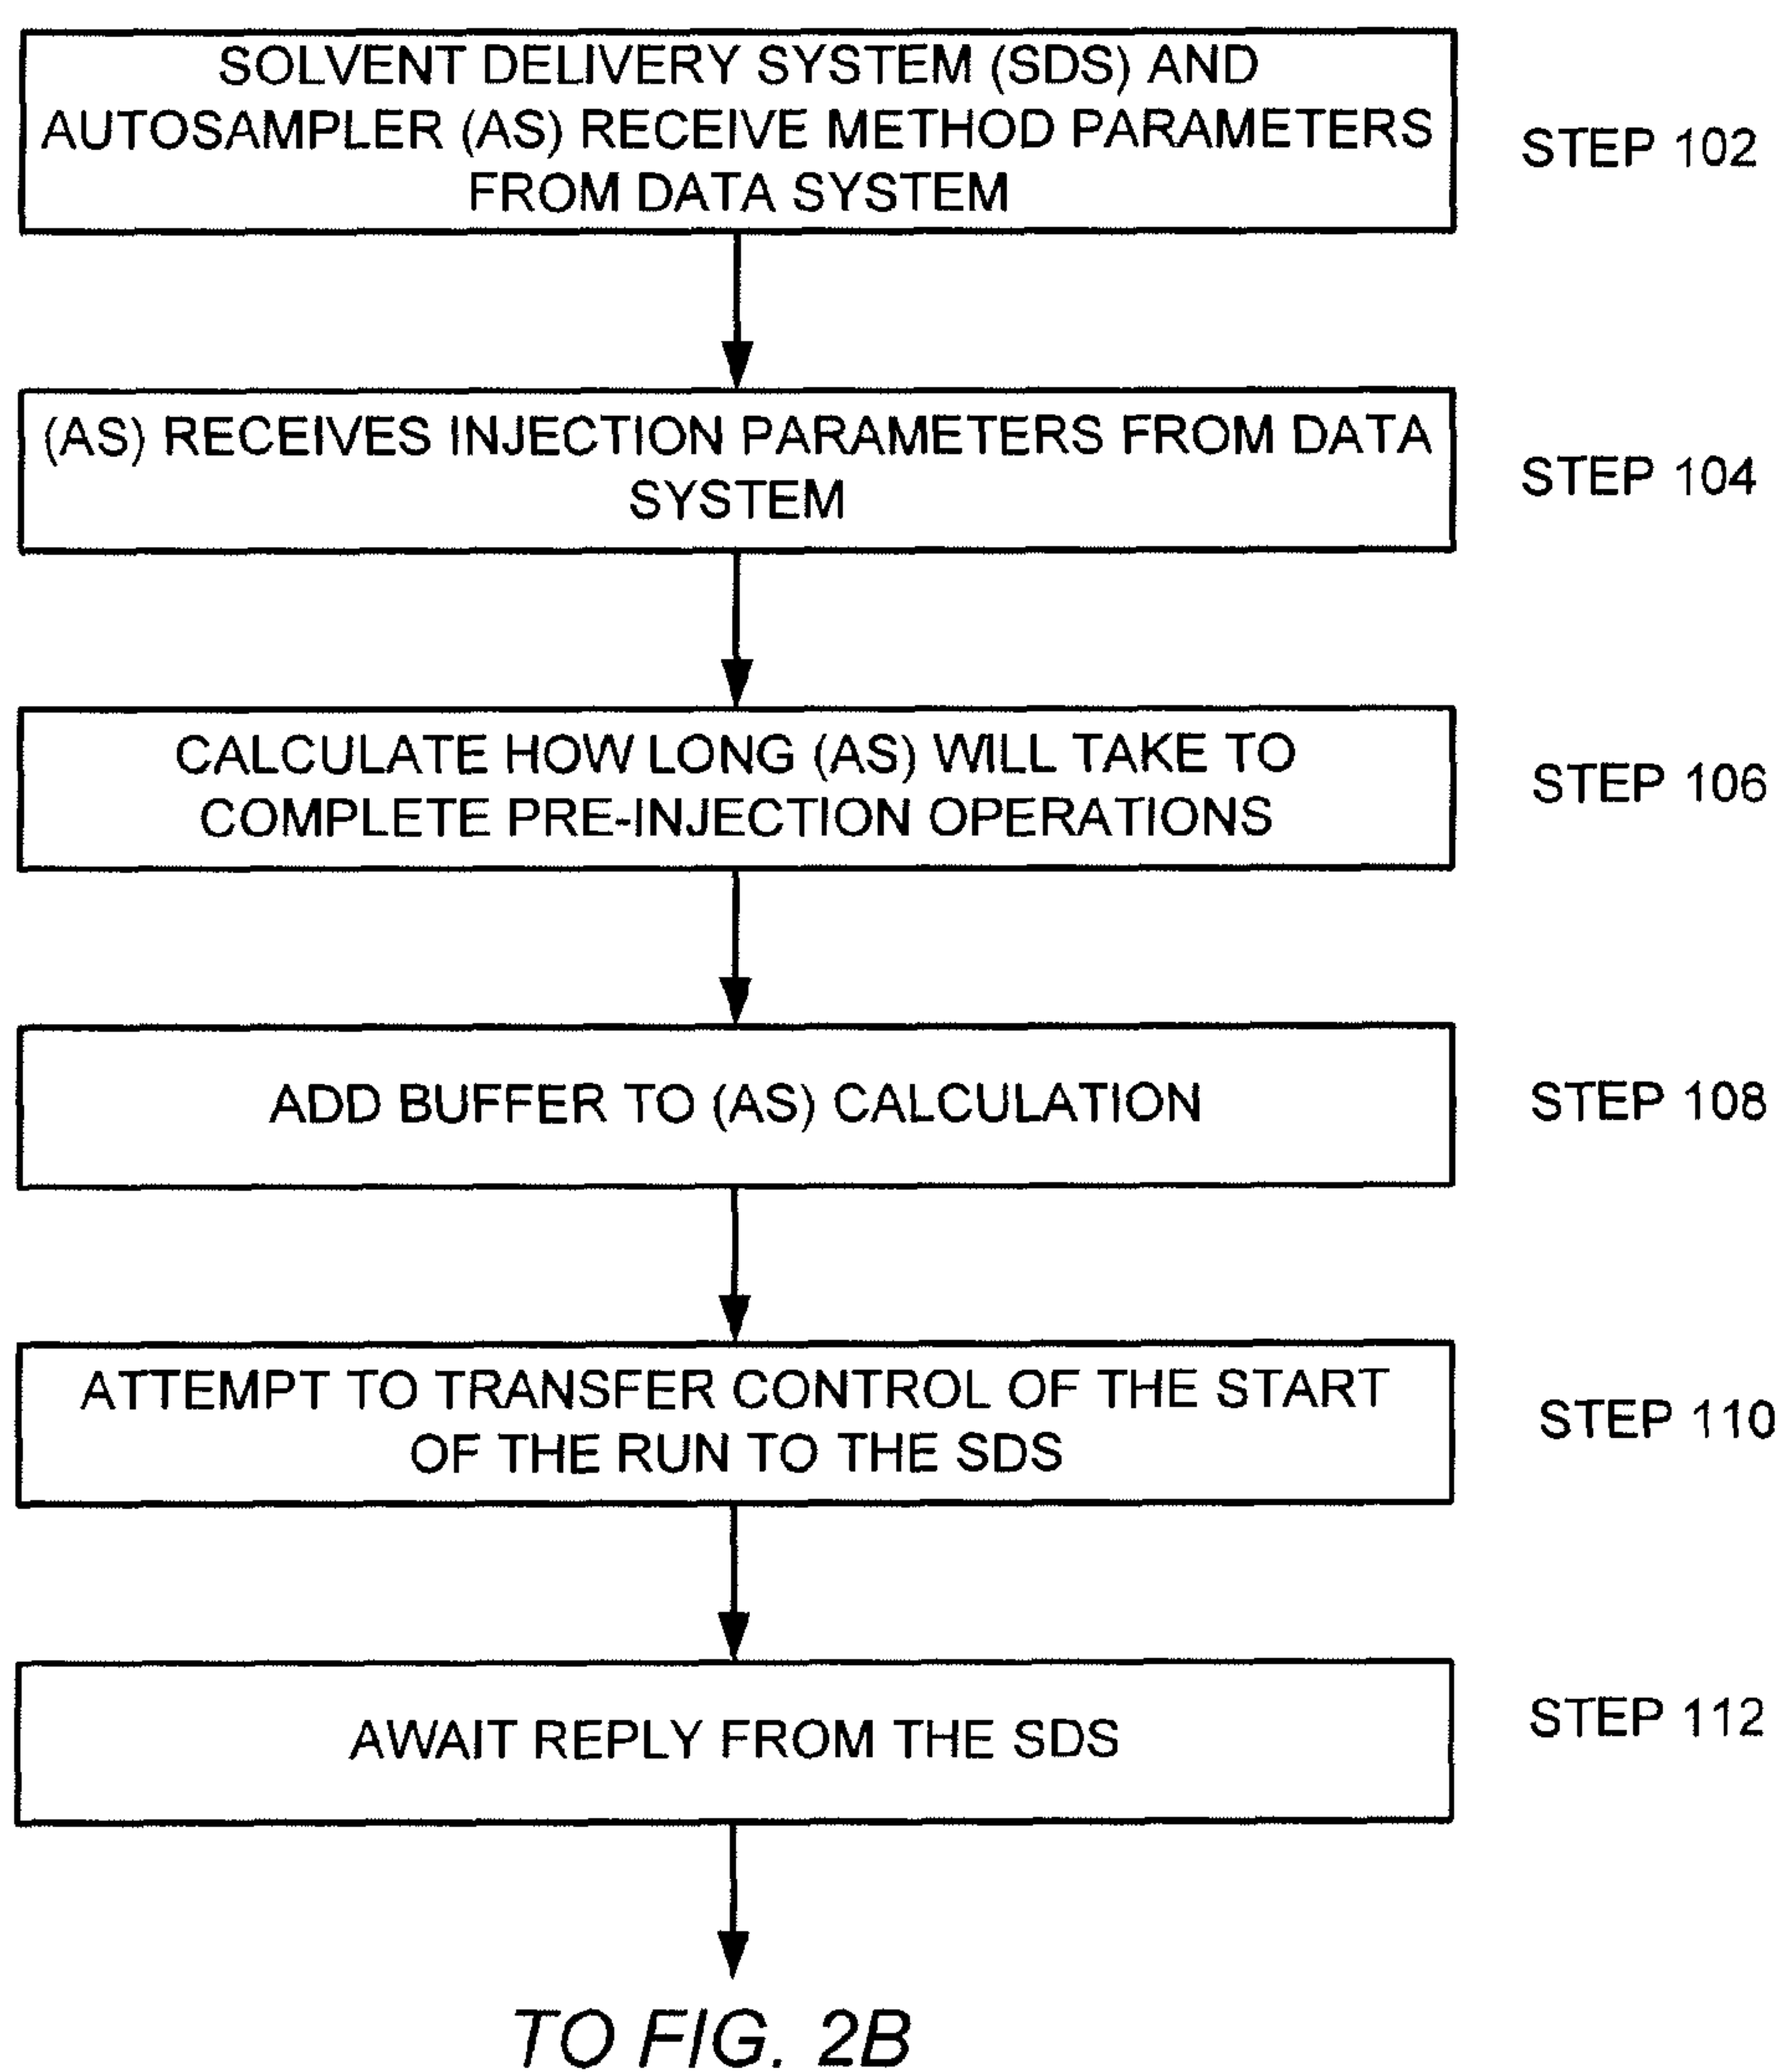 SOLVENT DELIVERY SYSTEM (SDS) AND
AUTOSAMPLER (AS) RECEIVE METHOD PARAMETERS
FROM DATA SYSTEM
STEP 102
(AS) RECEIVES INJECTION PARAMETERS FROM DATA
SYSTEM
STEP 104
CALCULATE HOW LONG (AS) WILL TAKE TO
COMPLETE PRE-INJECTION OPERATIONS
STEP 106
ADD BUFFER TO (AS) CALCULATION
STEP 108
ATTEMPT TO TRANSFER CONTROL OF THE START
OF THE RUN TO THE SDS
STEP 110
AWAIT REPLY FROM THE SDS
STEP 112
TO FIG. 2B